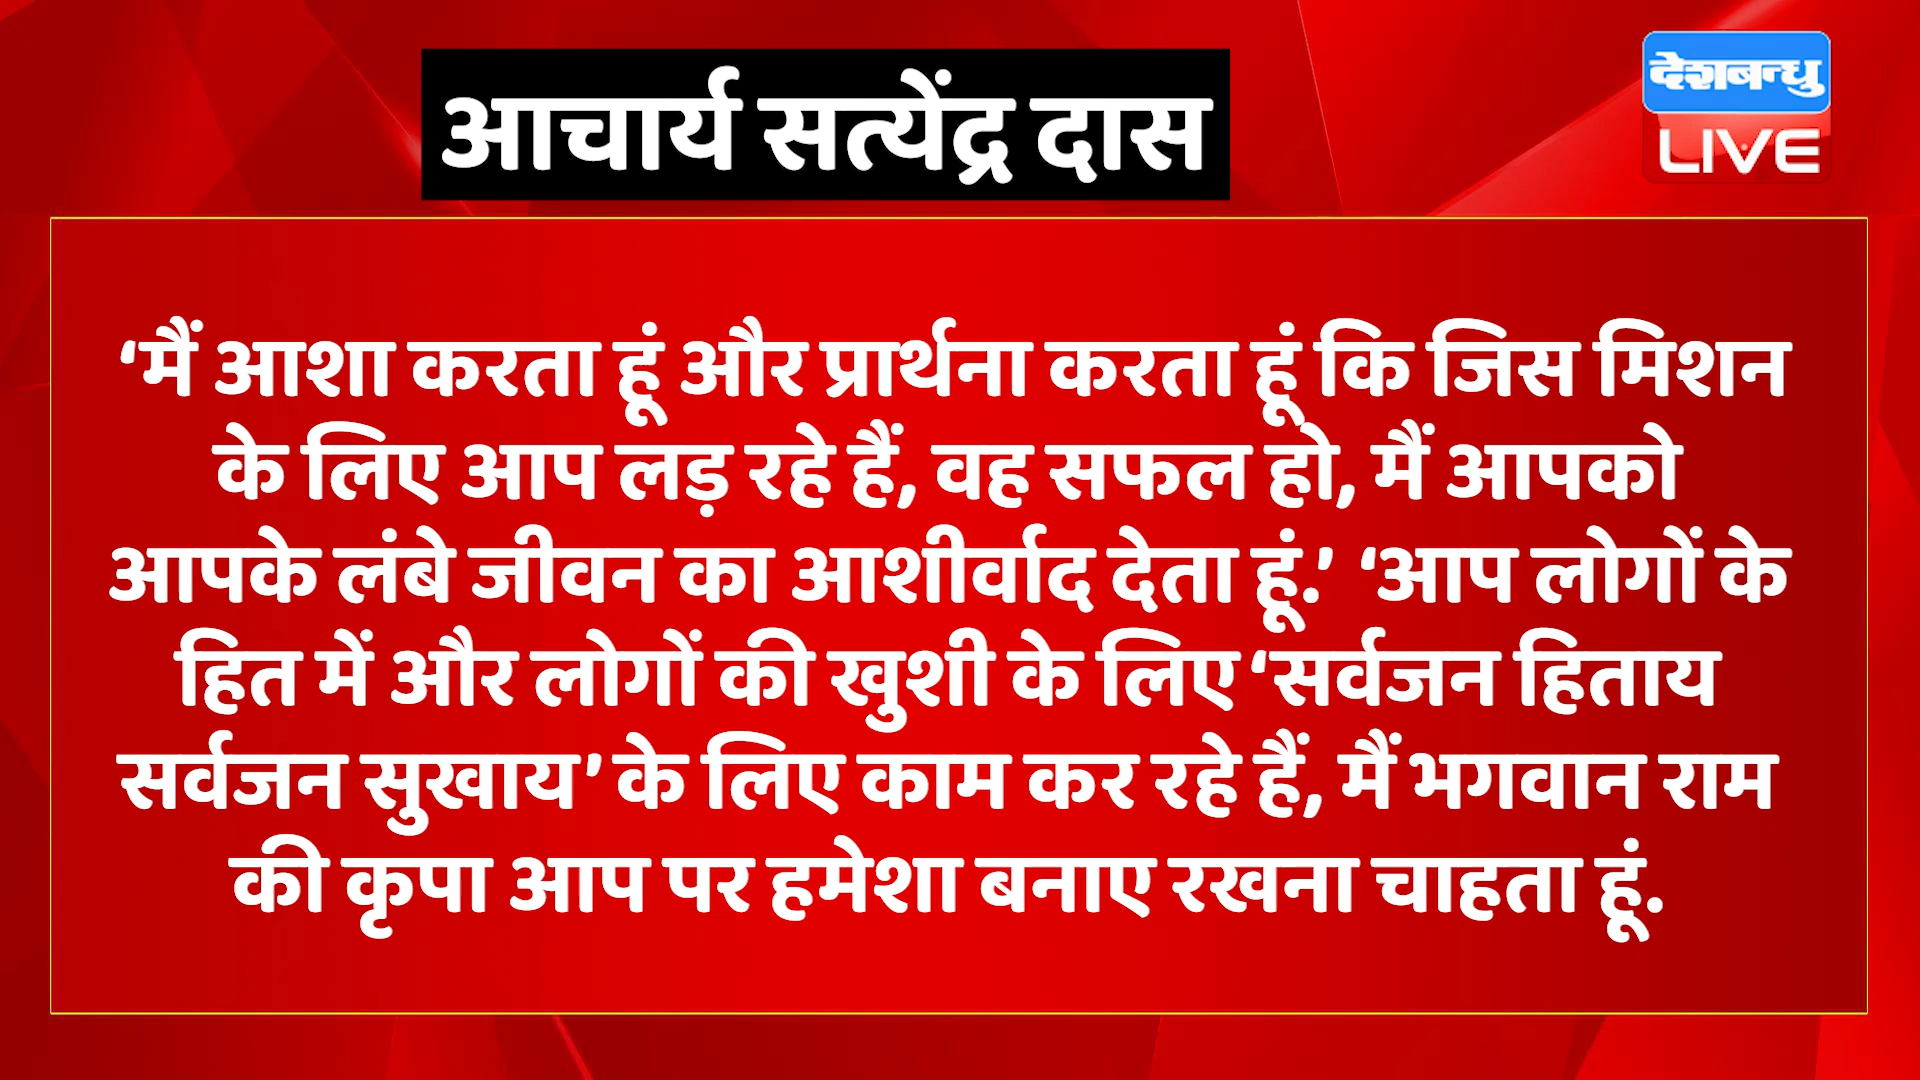 आचार्य सत्येंद्र दास
देशबन्धु
LIVE
‘मैं आशा करता हूं और प्रार्थना करता हूं कि जिस मिशन
के लिए आप लड़ रहे हैं, वह सफल हो, मैं आपको
आपके लंबे जीवन का आशीर्वाद देता हूं.’ ‘आप लोगों के
हित में और लोगों की खुशी के लिए ‘सर्वजन हिताय
सर्वजन सुखाय’ के लिए काम कर रहे हैं, मैं भगवान राम
की कृपा आप पर हमेशा बनाए रखना चाहता हूं.